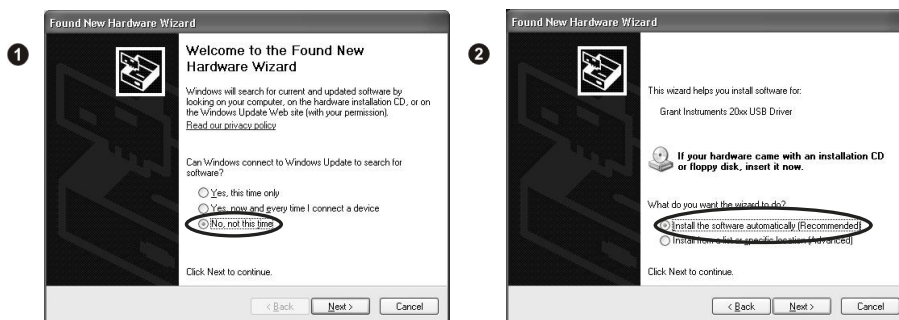 1
Found New Hardware Wizard
Welcome to the Found New
Hardware Wizard
Windows will search for current and updated software by
looking on your computer, on the hardware installation CD, or on
the Windows Update Web site (with your permission).
Read our privacy policy
Can Windows connect to Windows Update to search for
software?
Yes, this time only
Yes, now and every time I connect a device
No, not this time
Click Next to continue.
< Back
Next >
Cancel
2
Found New Hardware Wizard
This wizard helps you install software for:
Grant Instruments 20xx USB Driver
If your hardware came with an installation CD
or floppy disk, insert it now.
What do you want the wizard to do?
Install the software automatically (Recommended)
Install from a list or specific location (Advanced)
Click Next to continue.
< Back
Next >
Cancel